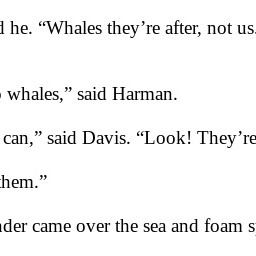 he. “Whales they’re after, not us.
whales,” said Harman.
can,” said Davis. “Look! They’re
them.”
came over the sea and foam